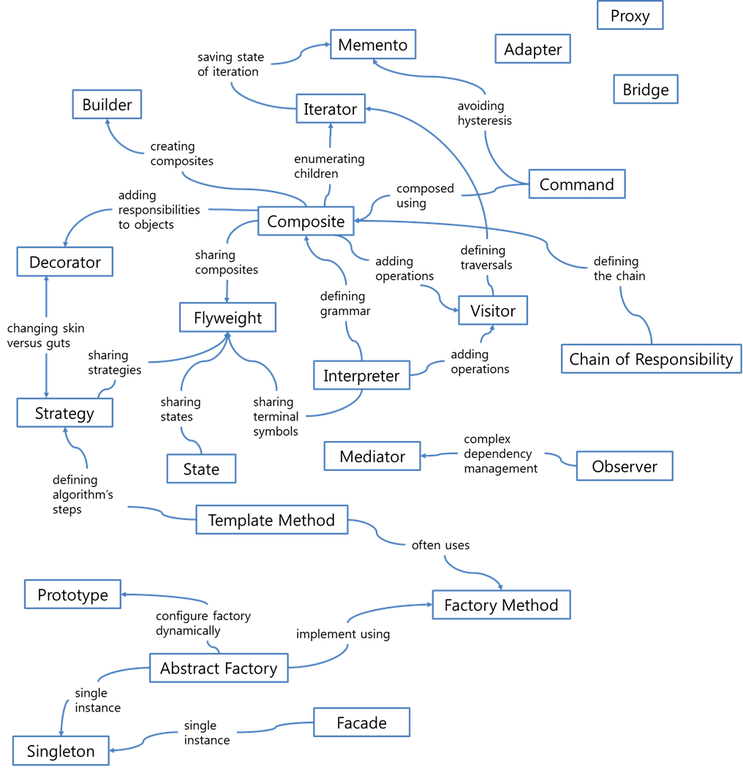 Proxy
Memento
Adapter
saving state
of iteration
Bridge
Builder
Iterator
avoiding
hysteresis
creating
composites
enumerating
children
Command
composed
using
adding
responsibilities
to objects
Composite
Decorator
sharing
composites
adding
operations
defining
traversals
defining
the chain
defining
grammar
Visitor
Flyweight
changing skin
versus guts
sharing
strategies
adding
operations
Chain of Responsibility
Interpreter
Strategy
sharing
states
sharing
terminal
symbols
Mediator
complex
dependency
management
Observer
State
defining
algorithm's
steps
Template Method
often uses
Prototype
Factory Method
configure factory
dynamically
implement using
Abstract Factory
single
instance
Facade
single
instance
Singleton